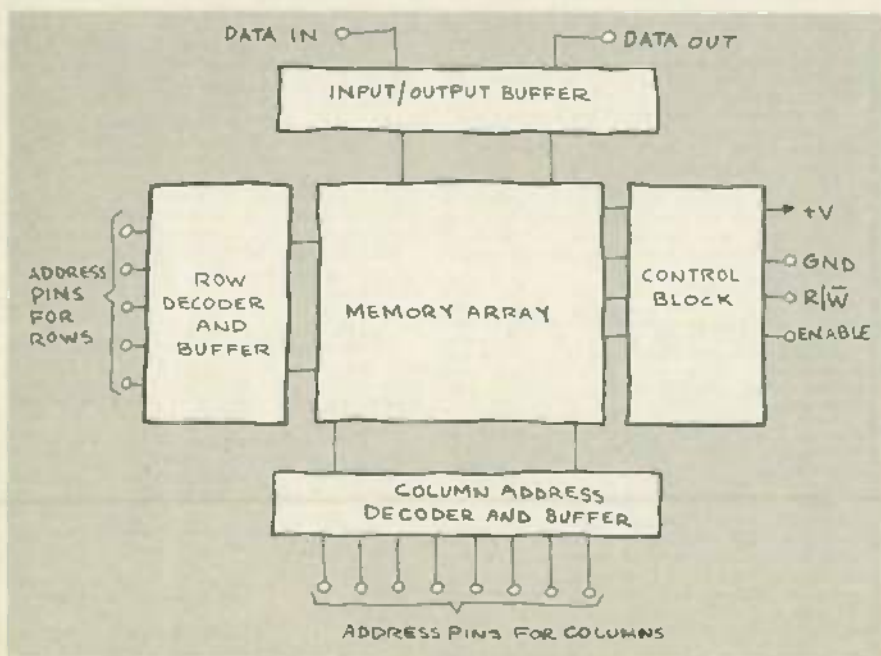 DATA IN
DATA OUT
INPUT/OUTPUT BUFFER
ADDRESS
PINS
FOR
ROWS
ROW
DECODER
AND
BUFFER
MEMORY ARRAY
CONTROL
BLOCK
+V
GND
R/W̅
ENABLE
COLUMN ADDRESS
DECODER AND BUFFER
ADDRESS PINS FOR COLUMNS